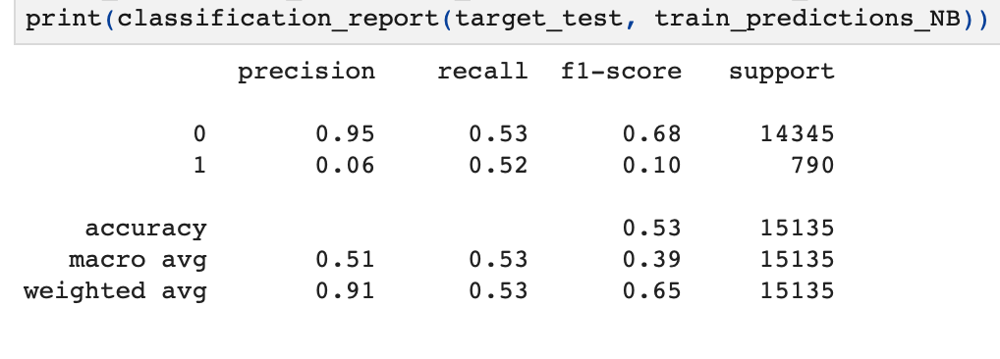 print(classification_report(target_test, train_predictions_NB))
precision recall f1-score support
0 0.95 0.53 0.68 14345
1 0.06 0.52 0.10 790
accuracy 0.53 15135
macro avg 0.51 0.53 0.39 15135
weighted avg 0.91 0.53 0.65 15135